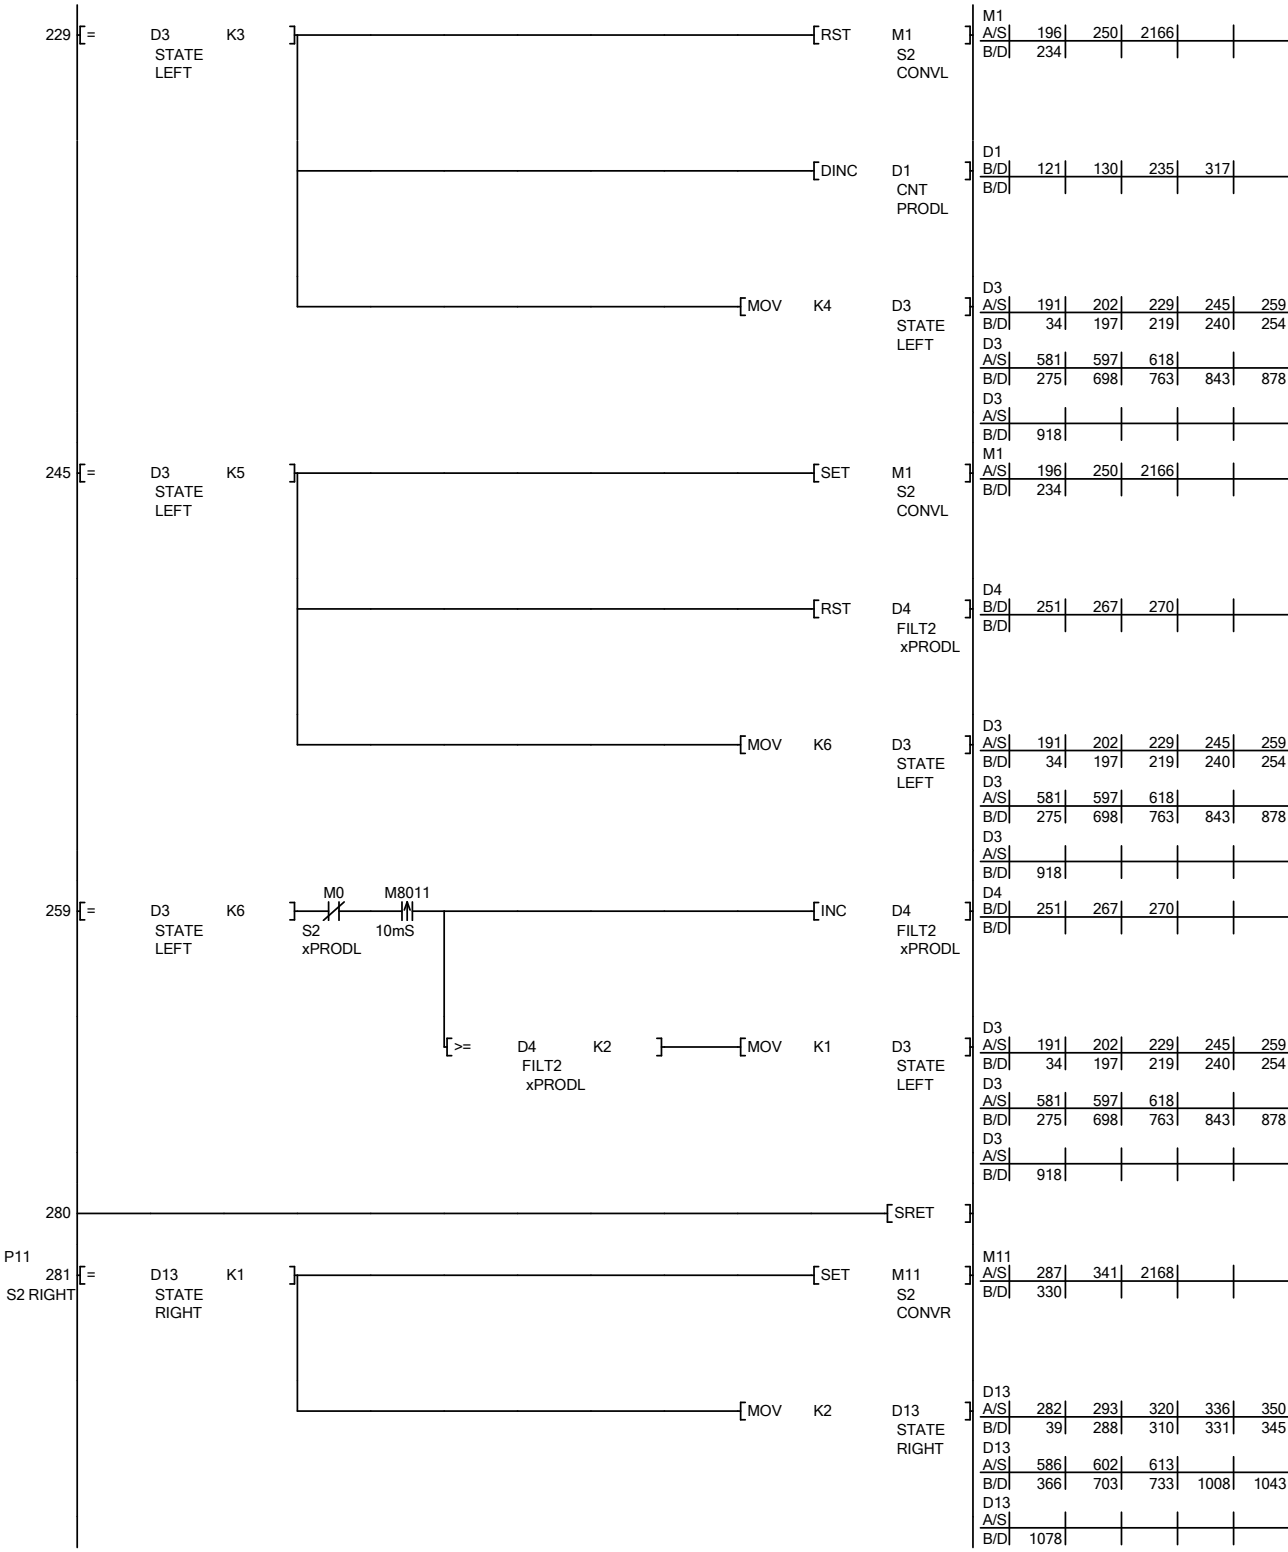 M1
229 [= D3 K3 ] [RST M1 ] A/S 196 250 2166
STATE S2 B/D 234
LEFT CONVL
D1
[DINC D1 ] B/D 121 130 235 317
CNT B/D
PRODL
D3
[MOV K4 D3 ] A/S 191 202 229 245 259
STATE B/D 34 197 219 240 254
LEFT D3
A/S 581 597 618
B/D 275 698 763 843 878
D3
A/S
B/D 918
M1
245 [= D3 K5 ] [SET M1 ] A/S 196 250 2166
STATE S2 B/D 234
LEFT CONVL
D4
[RST D4 ] B/D 251 267 270
FILT2 B/D
xPRODL
D3
[MOV K6 D3 ] A/S 191 202 229 245 259
STATE B/D 34 197 219 240 254
LEFT D3
A/S 581 597 618
B/D 275 698 763 843 878
D3
A/S
B/D 918
M0 M8011 D4
259 [= D3 K6 ] [INC D4 ] B/D 251 267 270
STATE S2 10mS FILT2 B/D
LEFT xPRODL xPRODL
D3
[>= D4 K2 ] [MOV K1 D3 ] A/S 191 202 229 245 259
FILT2 STATE B/D 34 197 219 240 254
xPRODL LEFT D3
A/S 581 597 618
B/D 275 698 763 843 878
D3
A/S
B/D 918
280 [SRET ]
P11 M11
281 [= D13 K1 ] [SET M11 ] A/S 287 341 2168
S2 RIGHT STATE S2 B/D 330
RIGHT CONVR
D13
[MOV K2 D13 ] A/S 282 293 320 336 350
STATE B/D 39 288 310 331 345
RIGHT D13
A/S 586 602 613
B/D 366 703 733 1008 1043
D13
A/S
B/D 1078